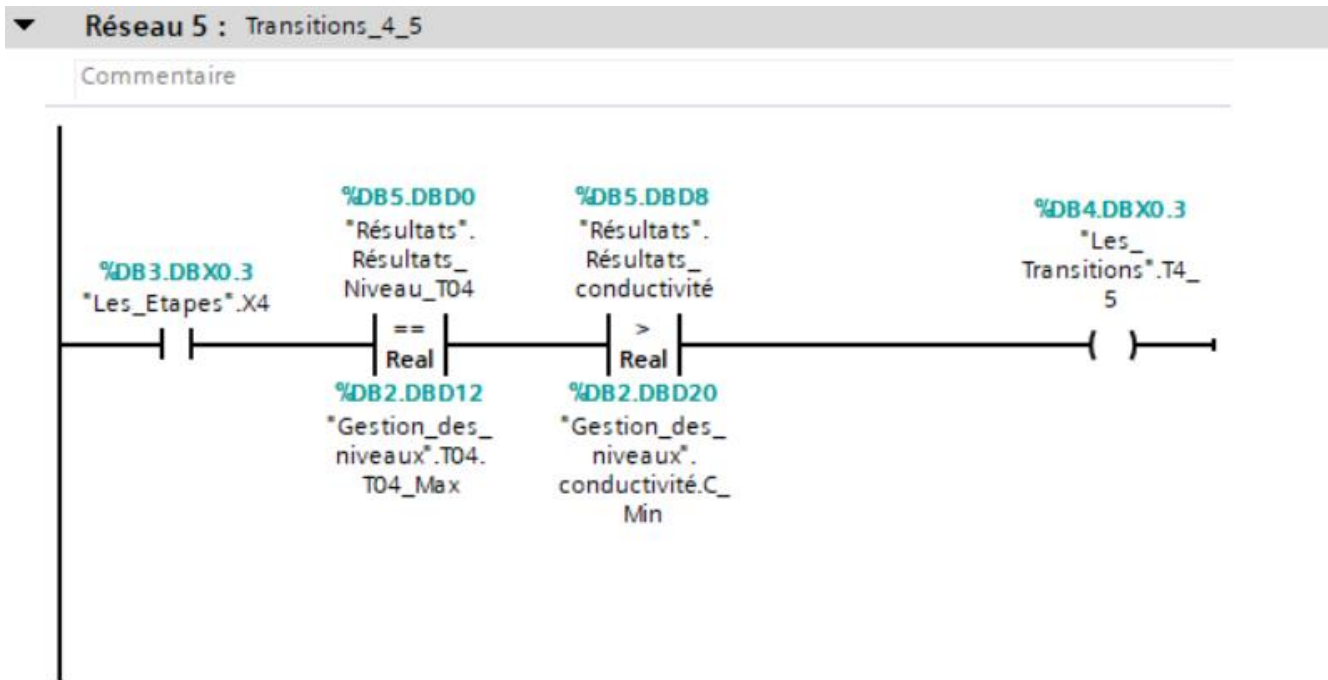 Réseau 5 : Transitions_4_5
Commentaire
%DB3.DBX0.3
"Les_Etapes".X4
%DB5.DBD0
"Résultats".
Résultats_
Niveau_T04
==
Real
%DB2.DBD12
"Gestion_des_
niveaux".T04.
T04_Max
%DB5.DBD8
"Résultats".
Résultats_
conductivité
>
Real
%DB2.DBD20
"Gestion_des_
niveaux".
conductivité.C_
Min
%DB4.DBX0.3
"Les_
Transitions".T4_
5